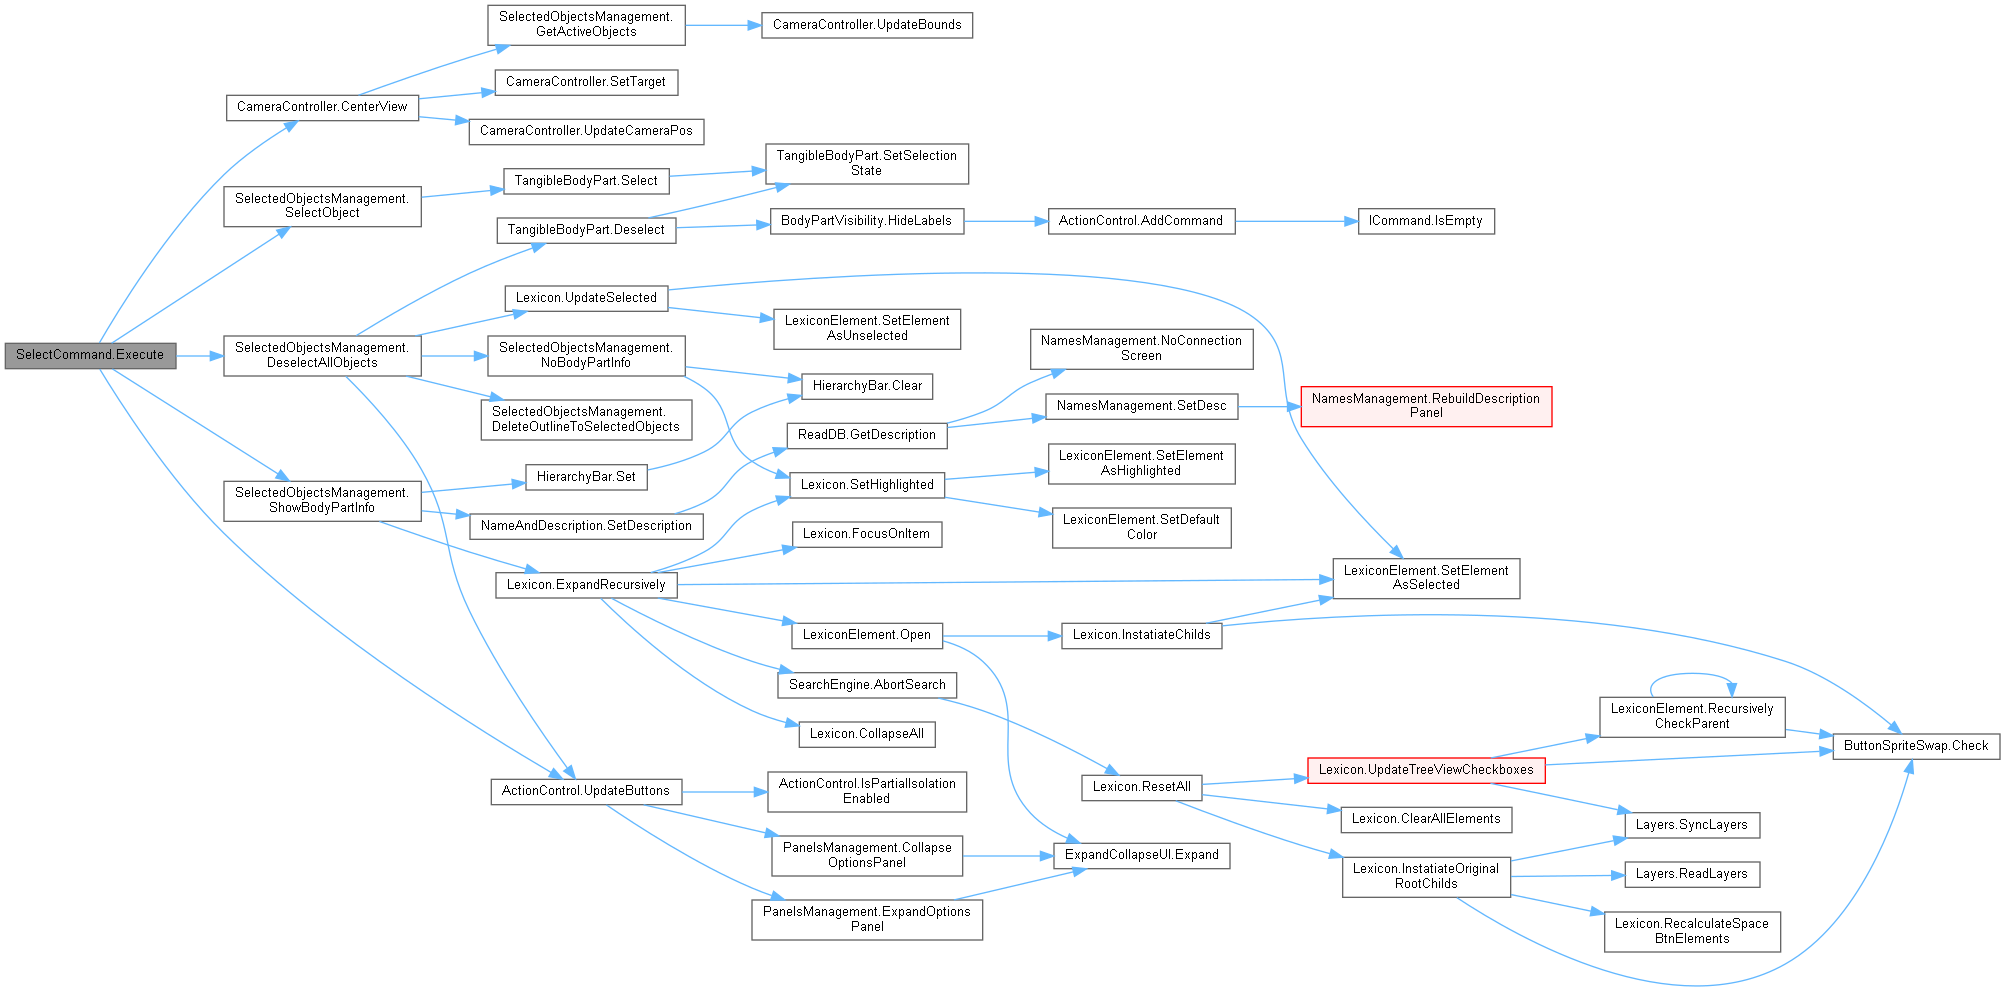 SelectedObjectsManagement.
GetActiveObjects
CameraController.UpdateBounds
CameraController.SetTarget
CameraController.CenterView
CameraController.UpdateCameraPos
TangibleBodyPart.SetSelection
State
TangibleBodyPart.Select
SelectedObjectsManagement.
SelectObject
TangibleBodyPart.Deselect
BodyPartVisibility.HideLabels
ActionControl.AddCommand
ICommand.IsEmpty
Lexicon.UpdateSelected
LexiconElement.SetElement
AsUnselected
SelectCommand.Execute
SelectedObjectsManagement.
DeselectAllObjects
SelectedObjectsManagement.
NoBodyPartInfo
NamesManagement.NoConnection
Screen
HierarchyBar.Clear
SelectedObjectsManagement.
DeleteOutlineToSelectedObjects
NamesManagement.SetDesc
NamesManagement.RebuildDescription
Panel
ReadDB.GetDescription
HierarchyBar.Set
LexiconElement.SetElement
AsHighlighted
Lexicon.SetHighlighted
SelectedObjectsManagement.
ShowBodyPartInfo
NameAndDescription.SetDescription
LexiconElement.SetDefault
Color
Lexicon.FocusOnItem
Lexicon.ExpandRecursively
LexiconElement.SetElement
AsSelected
LexiconElement.Open
Lexicon.InstatiateChilds
SearchEngine.AbortSearch
Lexicon.CollapseAll
LexiconElement.Recursively
CheckParent
ButtonSpriteSwap.Check
Lexicon.UpdateTreeViewCheckboxes
ActionControl.UpdateButtons
ActionControl.IsPartialIsolation
Enabled
Lexicon.ResetAll
Lexicon.ClearAllElements
Layers.SyncLayers
PanelsManagement.Collapse
OptionsPanel
ExpandCollapseUI.Expand
Lexicon.InstatiateOriginal
RootChilds
Layers.ReadLayers
PanelsManagement.ExpandOptions
Panel
Lexicon.RecalculateSpace
BtnElements